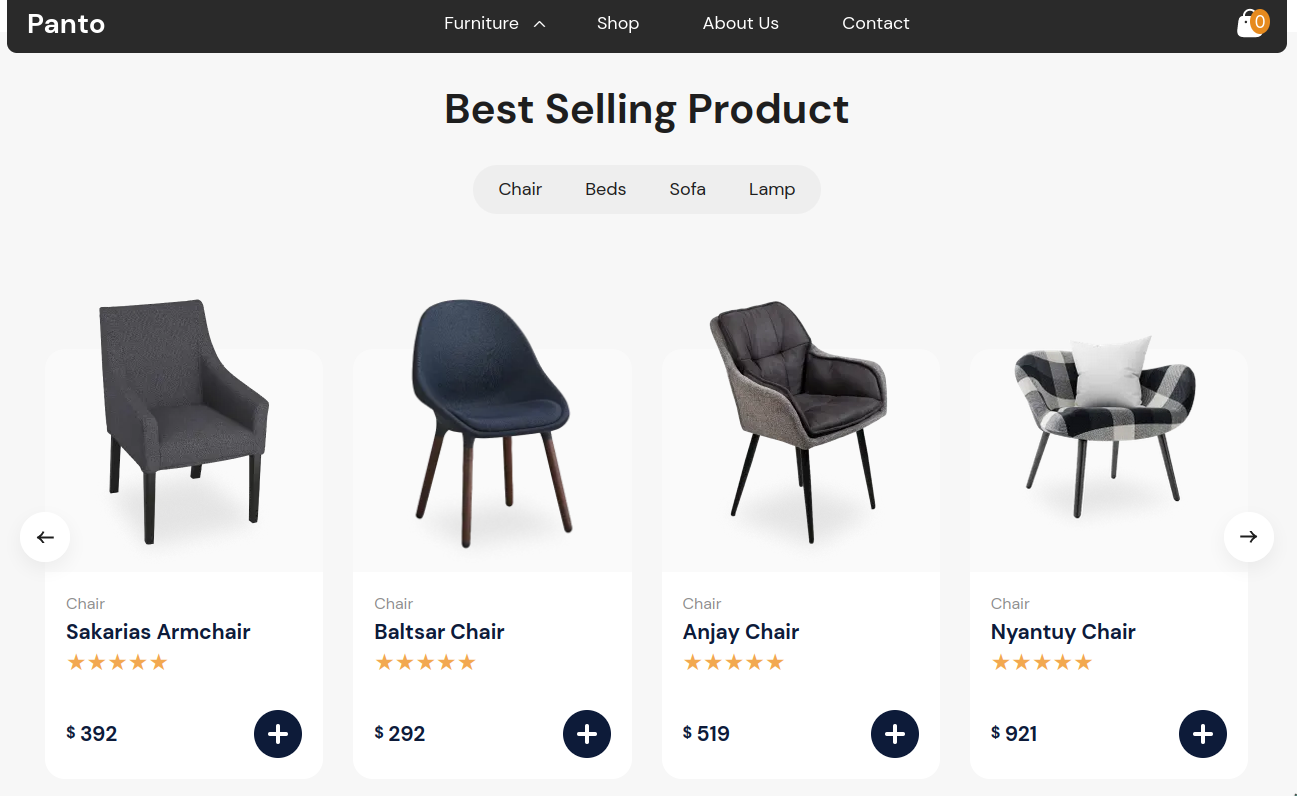 Panto
Furniture Shop About Us Contact 0
Best Selling Product
Chair Beds Sofa Lamp
Chair
Sakarias Armchair
★★★★★
$ 392
Chair
Baltsar Chair
★★★★★
$ 292
Chair
Anjay Chair
★★★★★
$ 519
Chair
Nyantuy Chair
★★★★★
$ 921